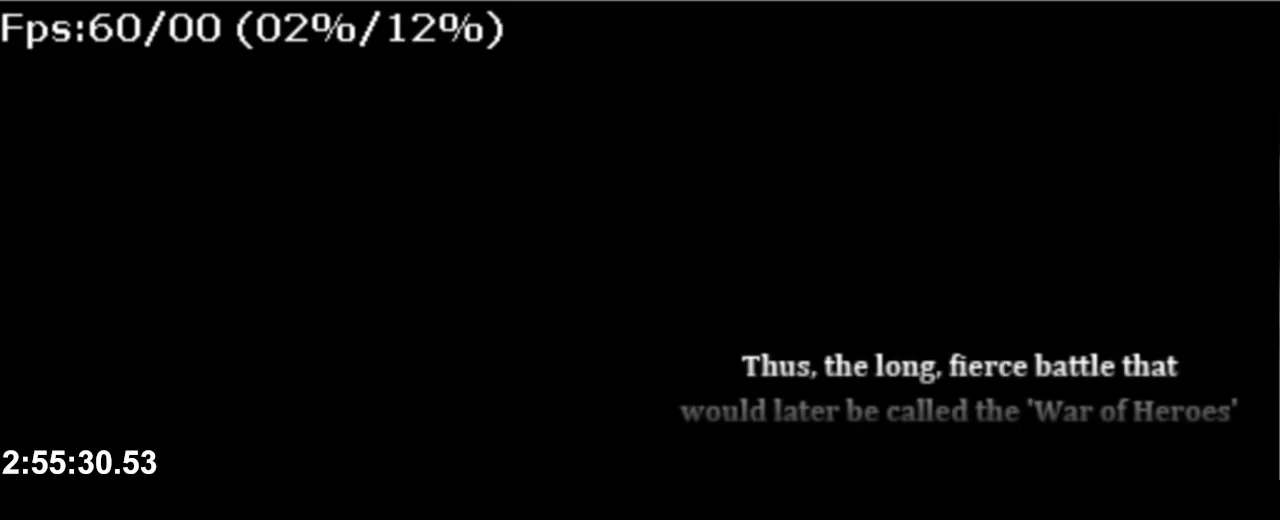 Fps:60/00 (02%/12%)
Thus, the long, fierce battle that
would later be called the 'War of Heroes'
2:55:30.53